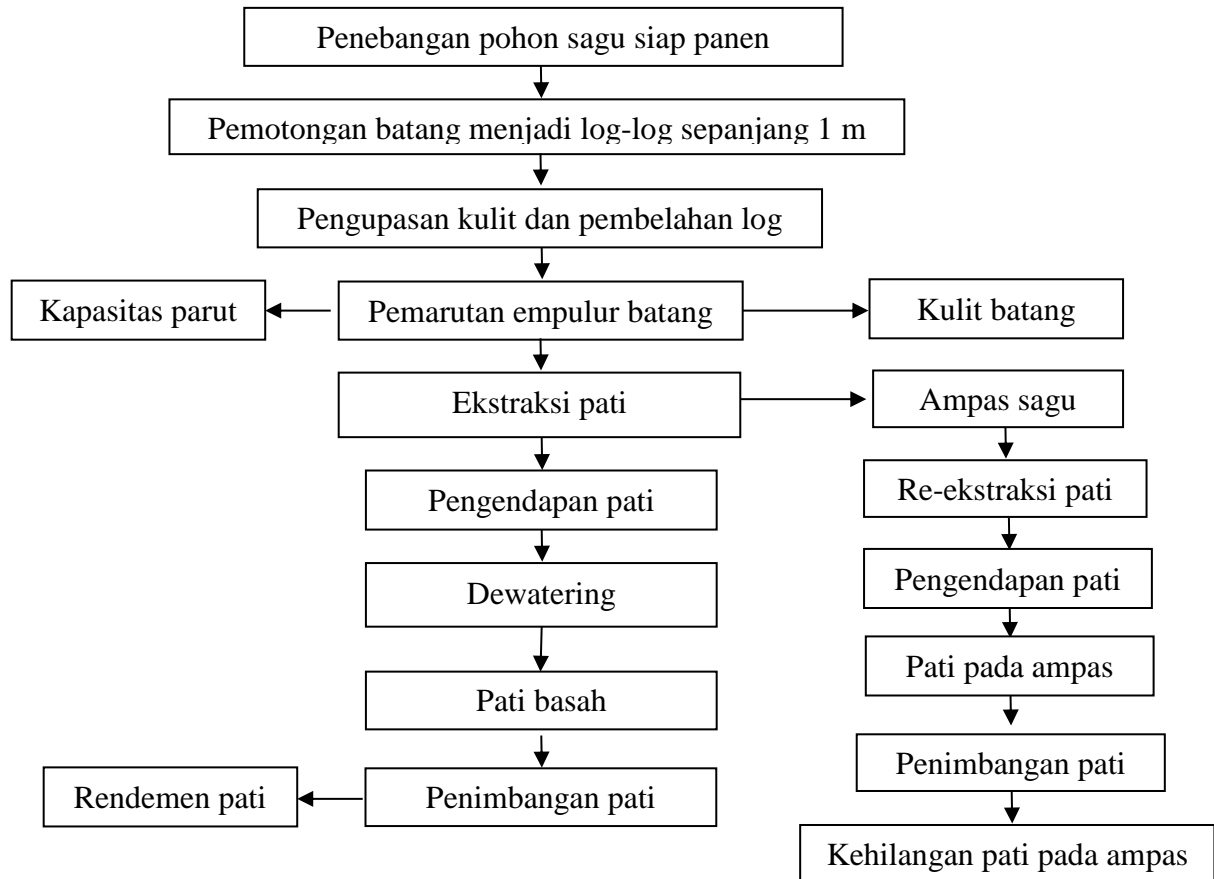 Penebangan pohon sagu siap panen
Pemotongan batang menjadi log-log sepanjang 1 m
Pengupasan kulit dan pembelahan log
Kapasitas parut
Pemarutan empulur batang
Kulit batang
Ekstraksi pati
Ampas sagu
Pengendapan pati
Re-ekstraksi pati
Dewatering
Pengendapan pati
Pati basah
Pati pada ampas
Rendemen pati
Penimbangan pati
Penimbangan pati
Kehilangan pati pada ampas